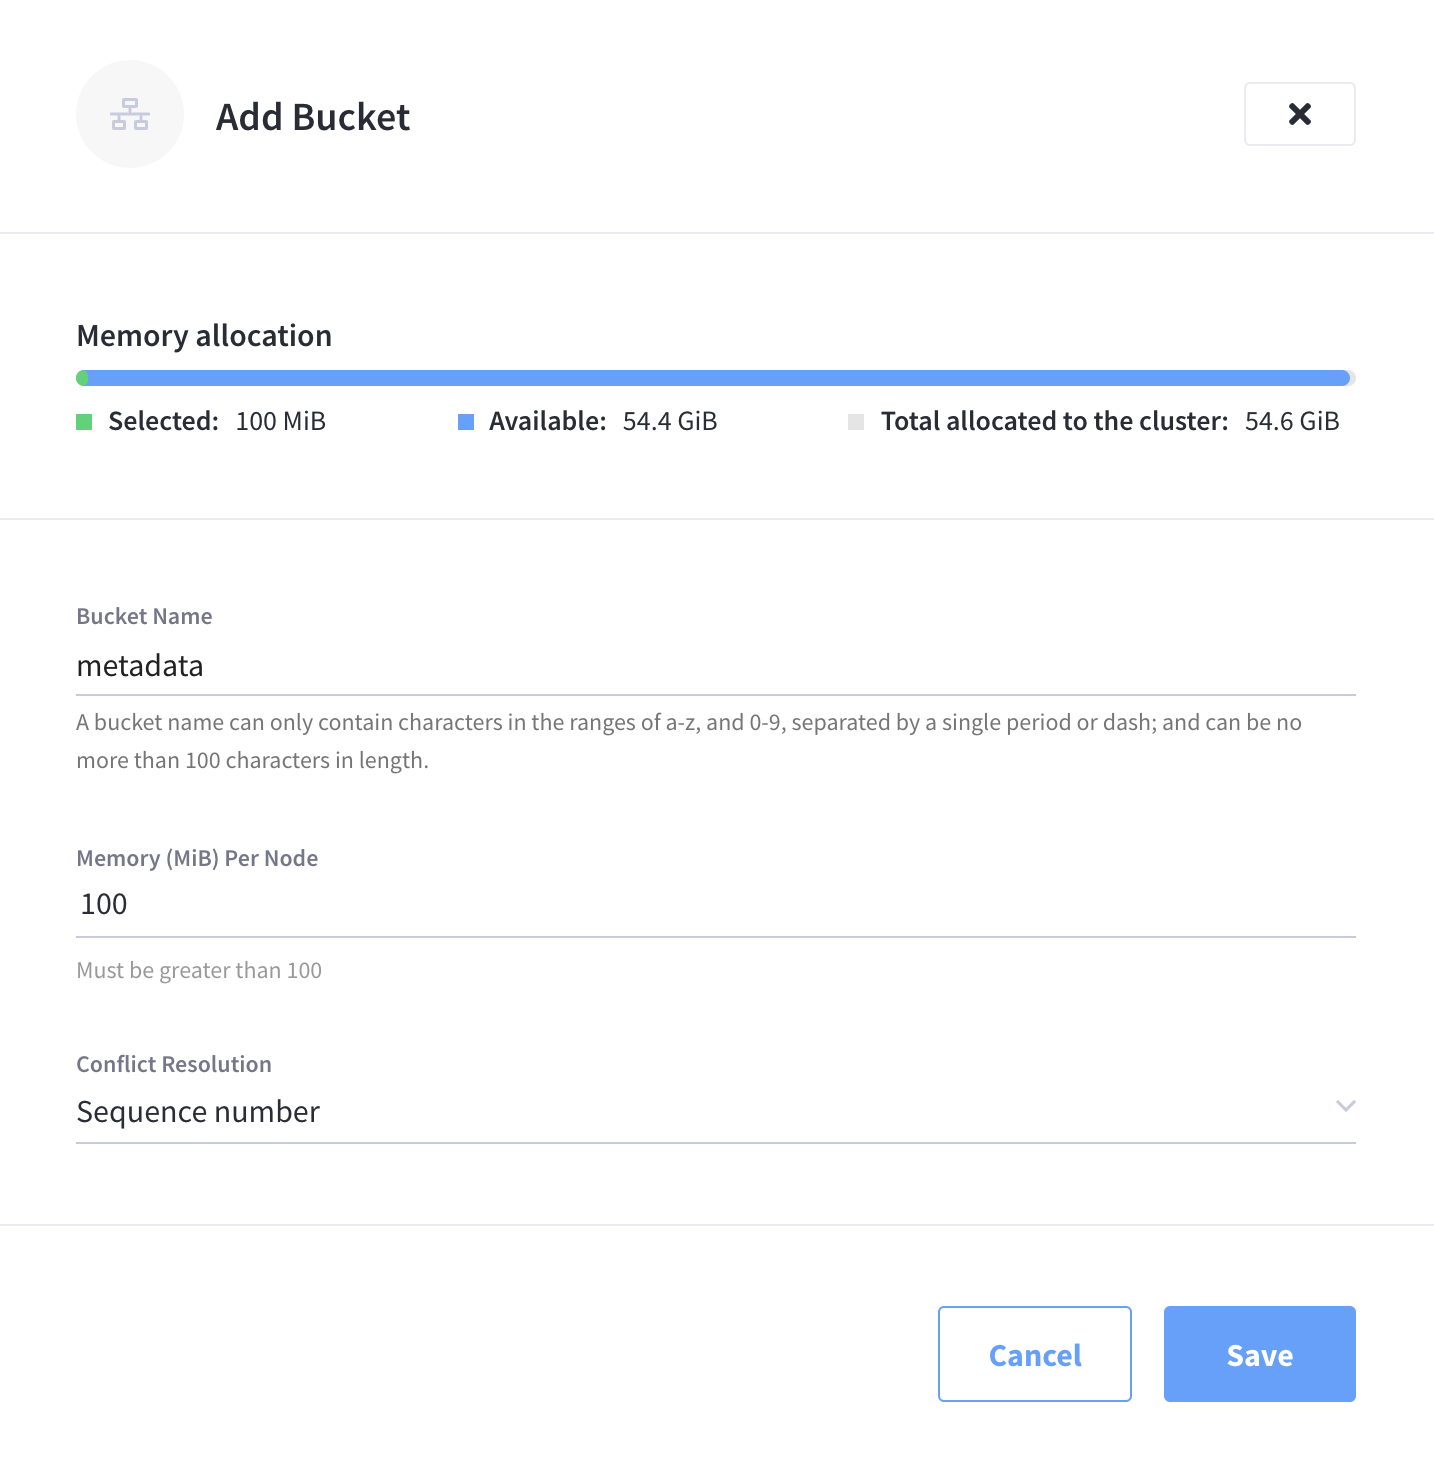 Add Bucket
Memory allocation
Selected: 100 MiB Available: 54.4 GiB Total allocated to the cluster: 54.6 GiB
Bucket Name
metadata
A bucket name can only contain characters in the ranges of a-z, and 0-9, separated by a single period or dash; and can be no
more than 100 characters in length.
Memory (MiB) Per Node
100
Must be greater than 100
Conflict Resolution
Sequence number
Cancel Save